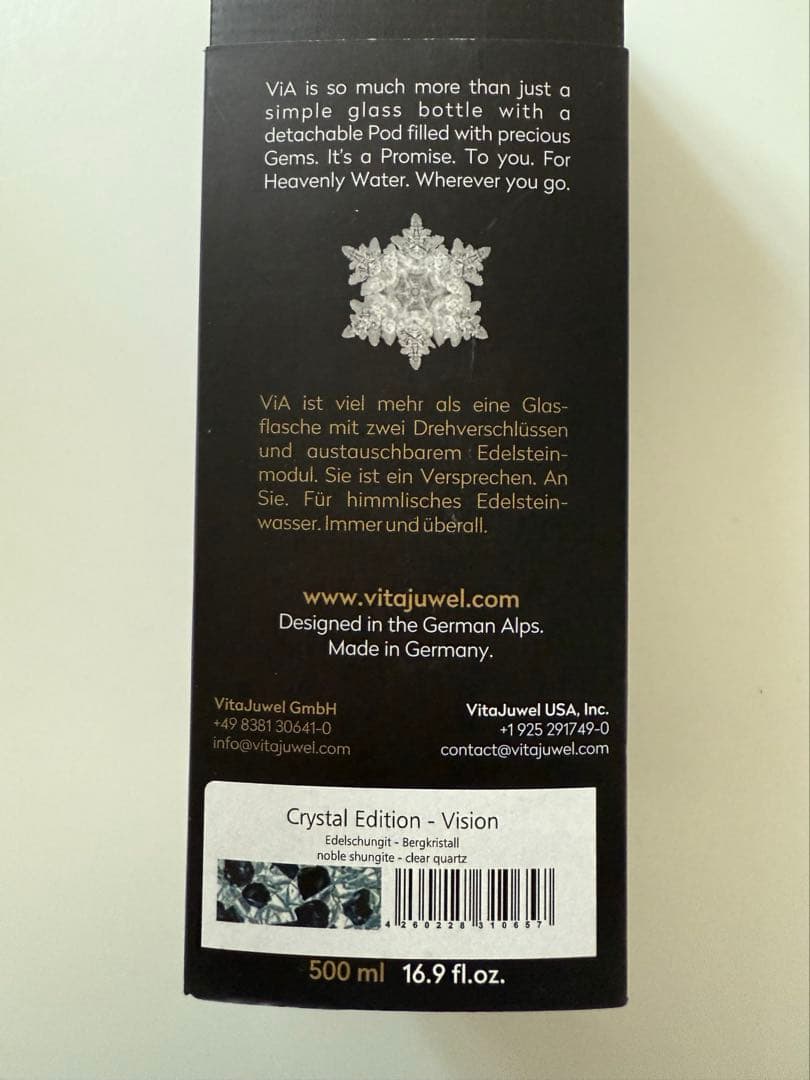 ViA is so much more than just a
simple glass bottle with a
detachable Pod filled with precious
Gems. It's a Promise. To you. For
Heavenly Water. Wherever you go.
ViA ist viel mehr als eine Glas-
flasche mit zwei Drehverschlüssen
und austauschbarem Edelstein-
modul. Sie ist ein Versprechen. An
Sie. Für himmlisches Edelstein-
wasser. Immer und überall.
www.vitajuwel.com
Designed in the German Alps.
Made in Germany.
VitaJuwel GmbH
+49 8381 30641-0
info@vitajuwel.com
VitaJuwel USA, Inc.
+1 925 291749-0
contact@vitajuwel.com
Crystal Edition - Vision
Edelschungit - Bergkristall
noble shungite - clear quartz
4 260228 310657
500 ml 16.9 fl.oz.